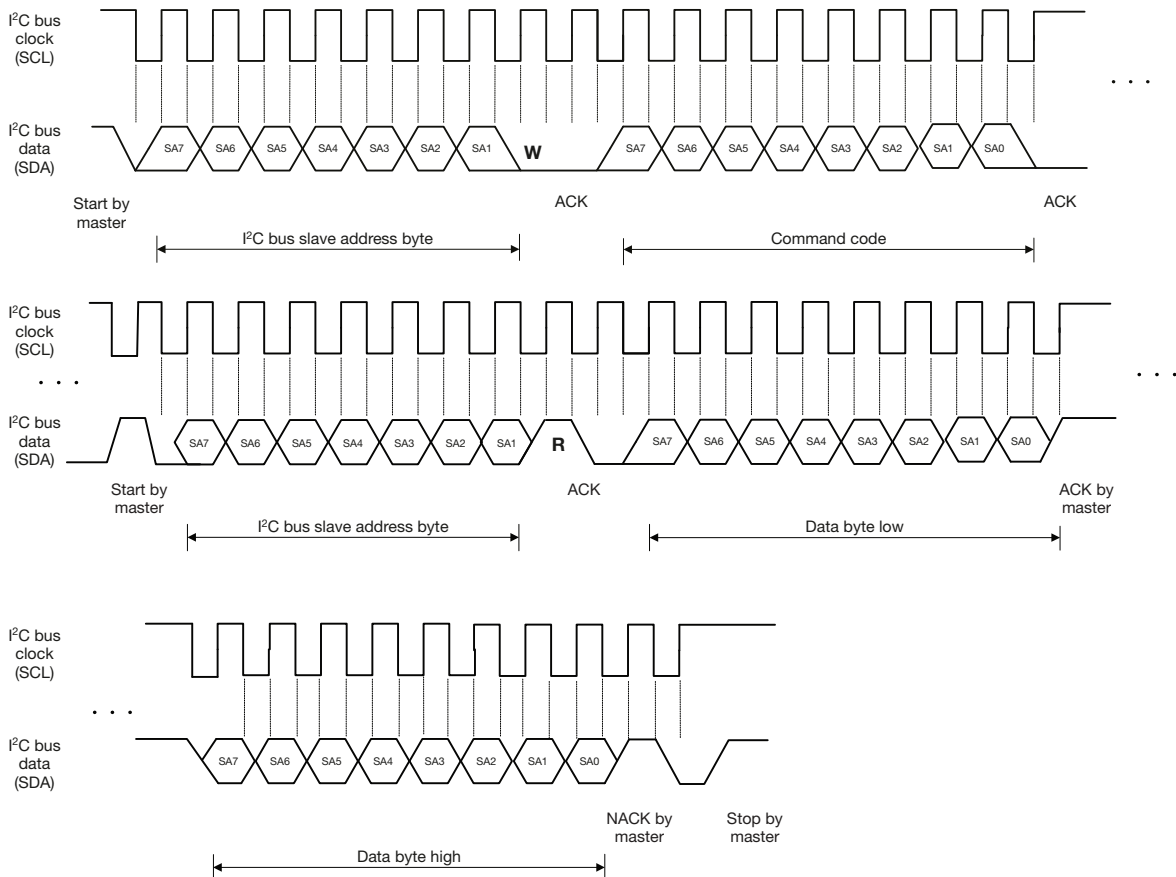 I²C bus
clock
(SCL)
. . .
I²C bus
data
(SDA)
SA7 SA6 SA5 SA4 SA3 SA2 SA1 W SA7 SA6 SA5 SA4 SA3 SA2 SA1 SA0
Start by
master
ACK
ACK
I²C bus slave address byte
Command code
I²C bus
clock
(SCL)
. . .
. . .
I²C bus
data
(SDA)
SA7 SA6 SA5 SA4 SA3 SA2 SA1 R SA7 SA6 SA5 SA4 SA3 SA2 SA1 SA0
Start by
master
ACK
ACK by
master
I²C bus slave address byte
Data byte low
I²C bus
clock
(SCL)
. . .
I²C bus
data
(SDA)
SA7 SA6 SA5 SA4 SA3 SA2 SA1 SA0
NACK by
master
Stop by
master
Data byte high